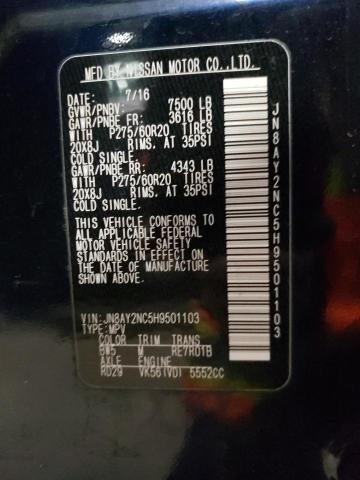 MFD BY NISSAN MOTOR CO.,LTD.
DATE: 7/16
GVWR/PNBV: 7500 LB
GAWR/PNBE FR: 3616 LB
WITH P275/60R20 TIRES
20X8J RIMS, AT 35PSI
COLD SINGLE.
GAWR/PNBE RR: 4343 LB
WITH P275/60R20 TIRES
20X8J RIMS, AT 35PSI
COLD SINGLE.
THIS VEHICLE CONFORMS TO
ALL APPLICABLE FEDERAL
MOTOR VEHICLE SAFETY
STANDARDS IN EFFECT ON
THE DATE OF MANUFACTURE
SHOWN ABOVE.
VIN: JN8AY2NC5H9501103
TYPE: MPV
COLOR TRIM TRANS
BW5 M RE7R01B
AXLE ENGINE
RD29 VK56(VD) 5552CC
JN8AY2NC5H9501103